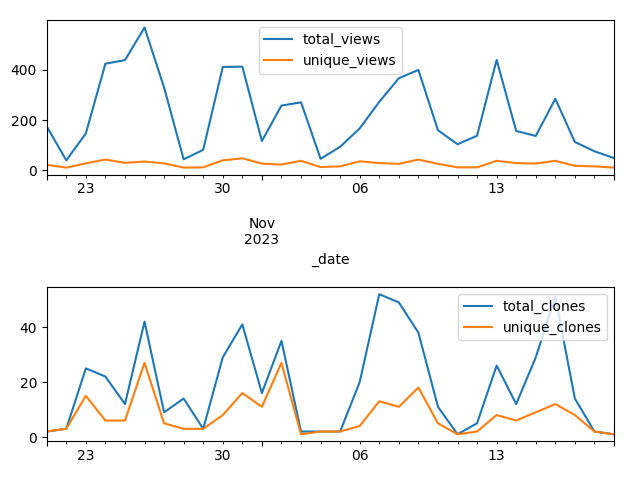 total_views
unique_views
400
200
0
23
30
06
13
Nov
2023
_date
total_clones
unique_clones
40
20
0
23
30
06
13